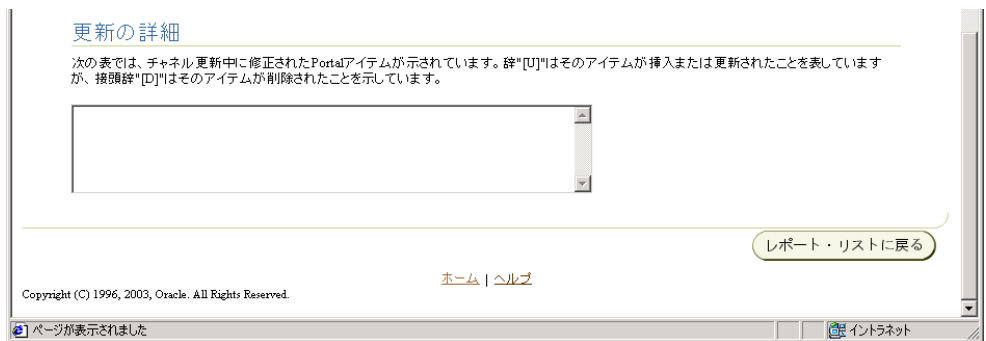 更新の詳細
次の表では、チャネル更新中に修正されたPortalアイテムが示されています。辞"[U]"はそのアイテムが挿入または更新されたことを表しています
が、接頭辞"[D]"はそのアイテムが削除されたことを示しています。
レポート・リストに戻る
ホーム | ヘルプ
Copyright (C) 1996, 2003, Oracle. All Rights Reserved.
ページが表示されました イントラネット